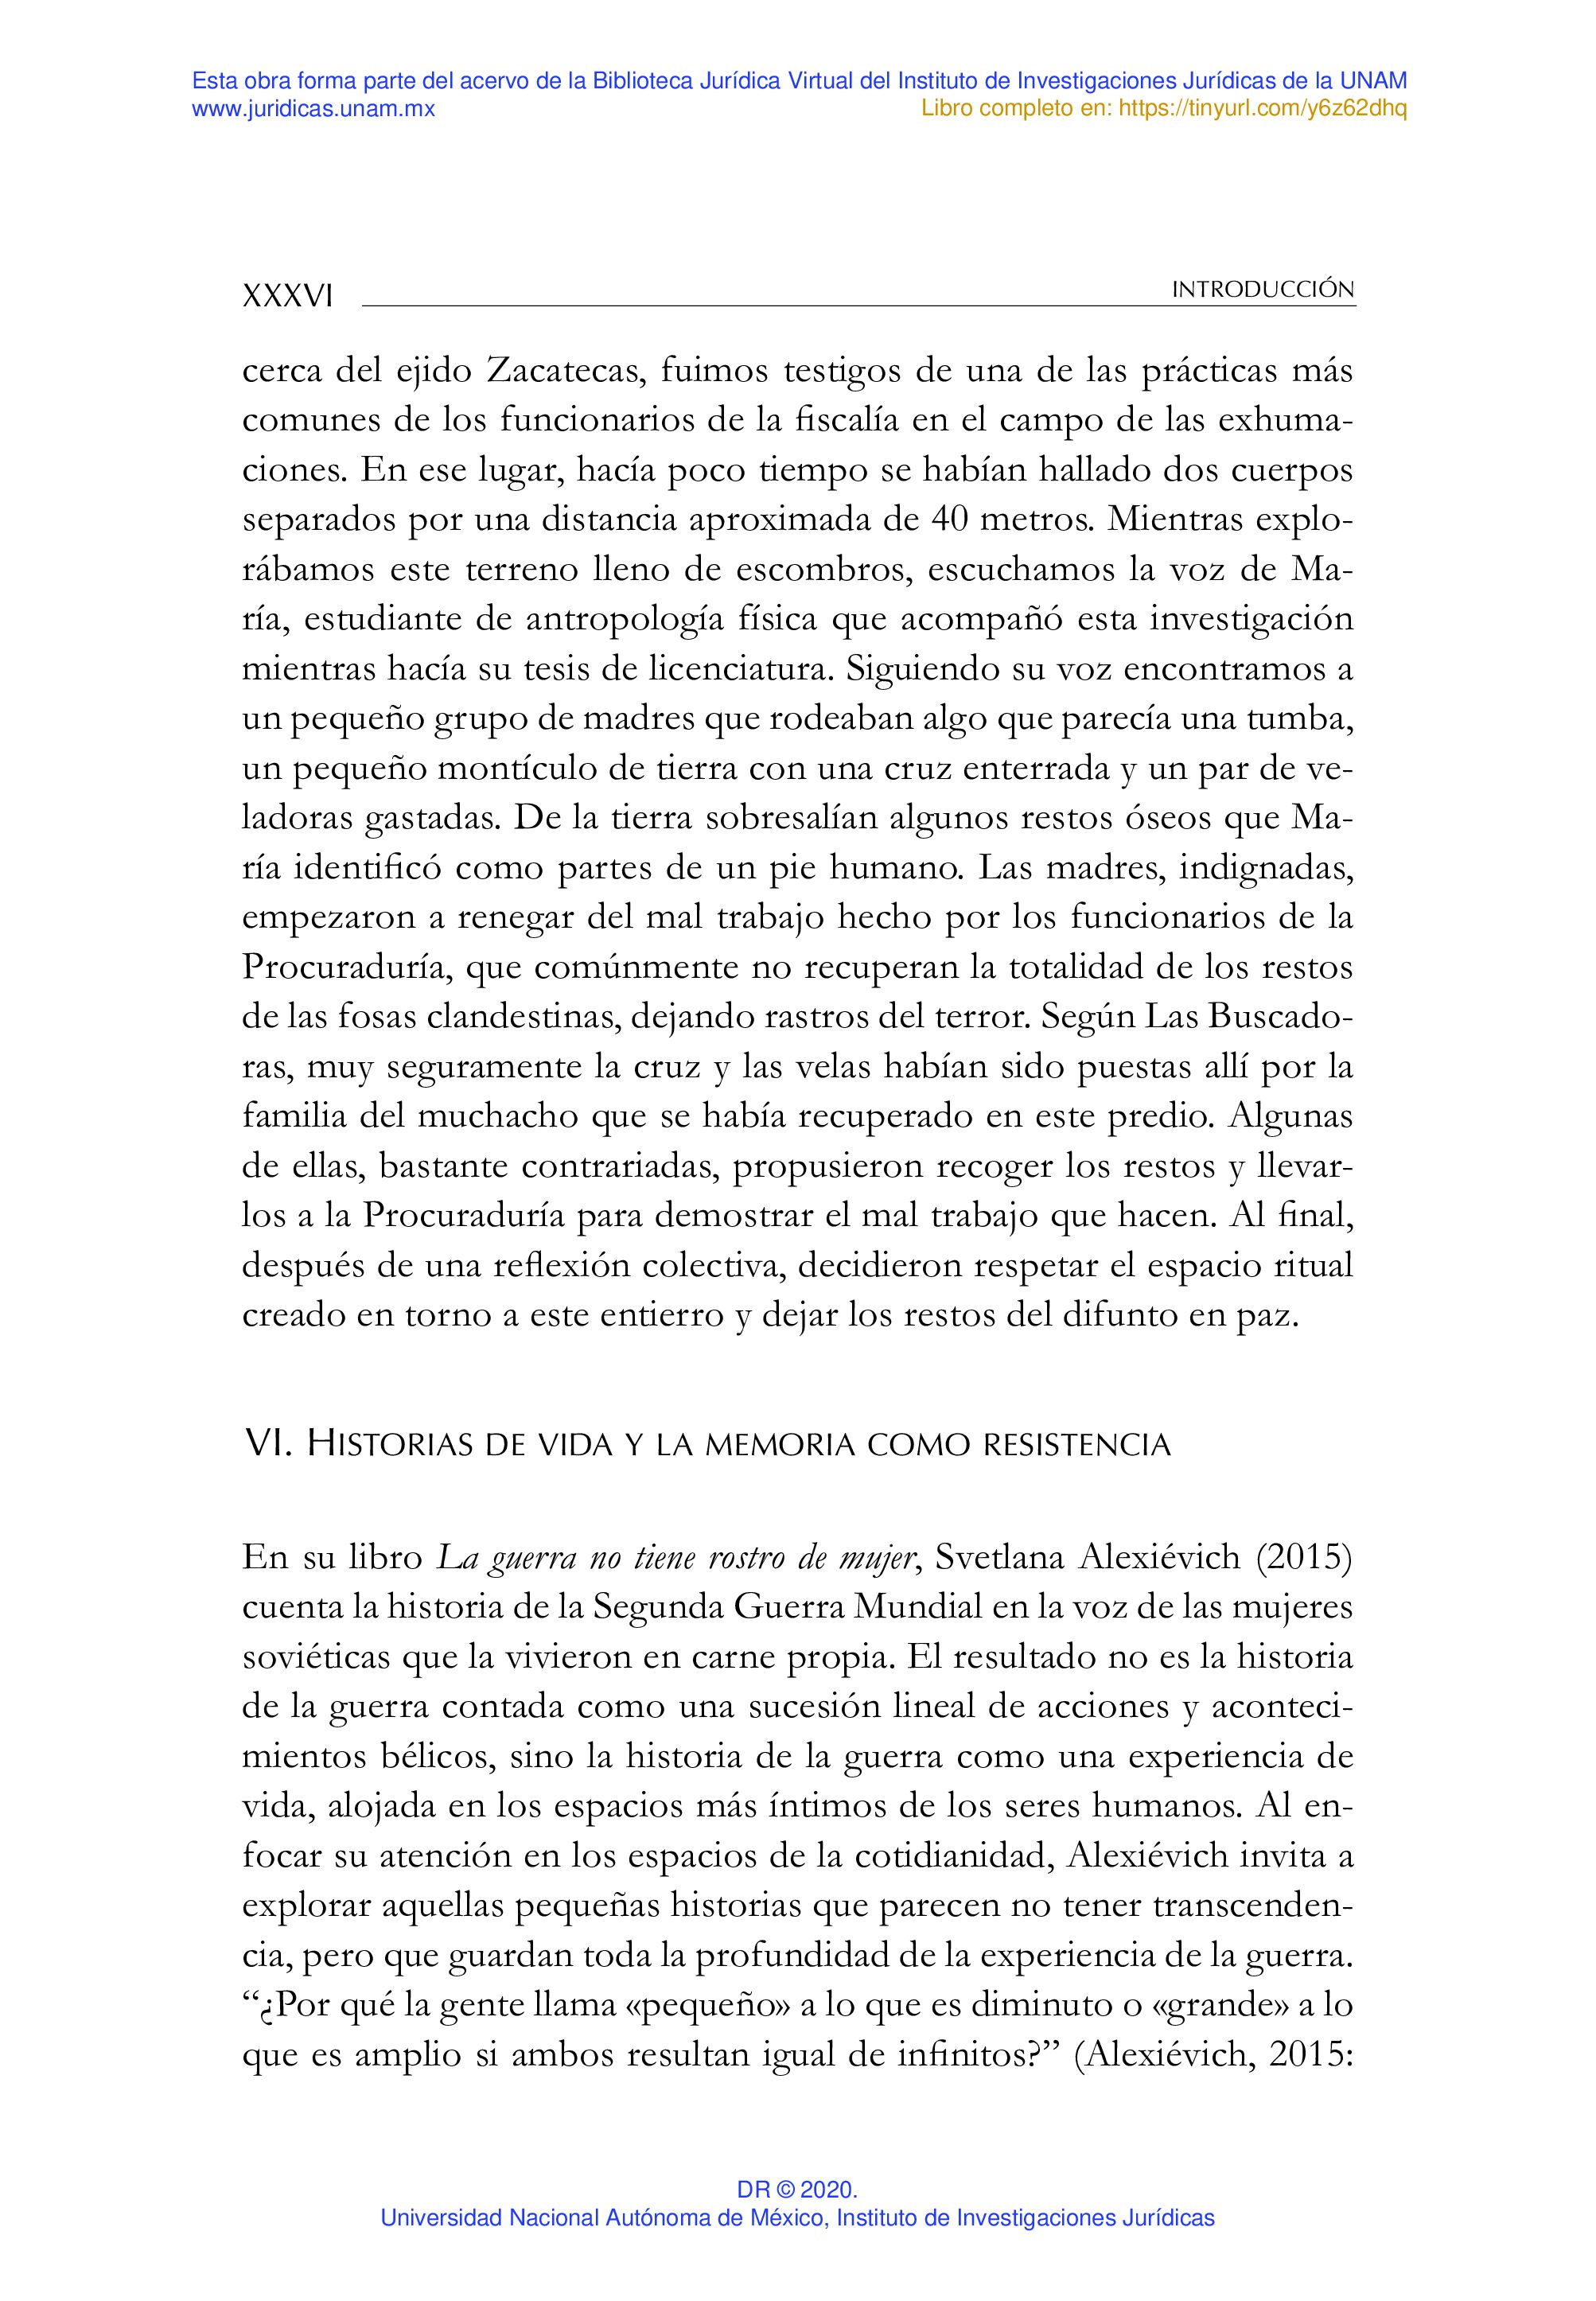 Esta obra forma parte del acervo de la Biblioteca Jurídica Virtual del Instituto de Investigaciones Jurídicas de la UNAM
www.juridicas.unam.mx
Libro completo en: https://tinyurl.com/y6z62dhq
XXXVI
INTRODUCCIÓN
cerca del ejido Zacatecas, fuimos testigos de una de las prácticas más
comunes de los funcionarios de la fiscalía en el campo de las exhuma-
ciones. En ese lugar, hacía poco tiempo se habían hallado dos cuerpos
separados por una distancia aproximada de 40 metros. Mientras explo-
rábamos este terreno lleno de escombros, escuchamos la voz de Ma-
ría, estudiante de antropología física que acompañó esta investigación
mientras hacía su tesis de licenciatura. Siguiendo su voz encontramos a
un pequeño grupo de madres que rodeaban algo que parecía una tumba,
un pequeño montículo de tierra con una cruz enterrada y un par de ve-
ladoras gastadas. De la tierra sobresalían algunos restos óseos que Ma-
ría identificó como partes de un pie humano. Las madres, indignadas,
empezaron a renegar del mal trabajo hecho por los funcionarios de la
Procuraduría, que comúnmente no recuperan la totalidad de los restos
de las fosas clandestinas, dejando rastros del terror. Según Las Buscado-
ras, muy seguramente la cruz y las velas habían sido puestas allí por la
familia del muchacho que se había recuperado en este predio. Algunas
de ellas, bastante contrariadas, propusieron recoger los restos y llevar-
los a la Procuraduría para demostrar el mal trabajo que hacen. Al final,
después de una reflexión colectiva, decidieron respetar el espacio ritual
creado en torno a este entierro y dejar los restos del difunto en paz.
VI. Historias de vida y la memoria como resistencia
En su libro La guerra no tiene rostro de mujer, Svetlana Alexiévich (2015)
cuenta la historia de la Segunda Guerra Mundial en la voz de las mujeres
soviéticas que la vivieron en carne propia. El resultado no es la historia
de la guerra contada como una sucesión lineal de acciones y aconteci-
mientos bélicos, sino la historia de la guerra como una experiencia de
vida, alojada en los espacios más íntimos de los seres humanos. Al en-
focar su atención en los espacios de la cotidianidad, Alexiévich invita a
explorar aquellas pequeñas historias que parecen no tener transcenden-
cia, pero que guardan toda la profundidad de la experiencia de la guerra.
“¿Por qué la gente llama «pequeño» a lo que es diminuto o «grande» a lo
que es amplio si ambos resultan igual de infinitos?” (Alexiévich, 2015:
DR © 2020.
Universidad Nacional Autónoma de México, Instituto de Investigaciones Jurídicas